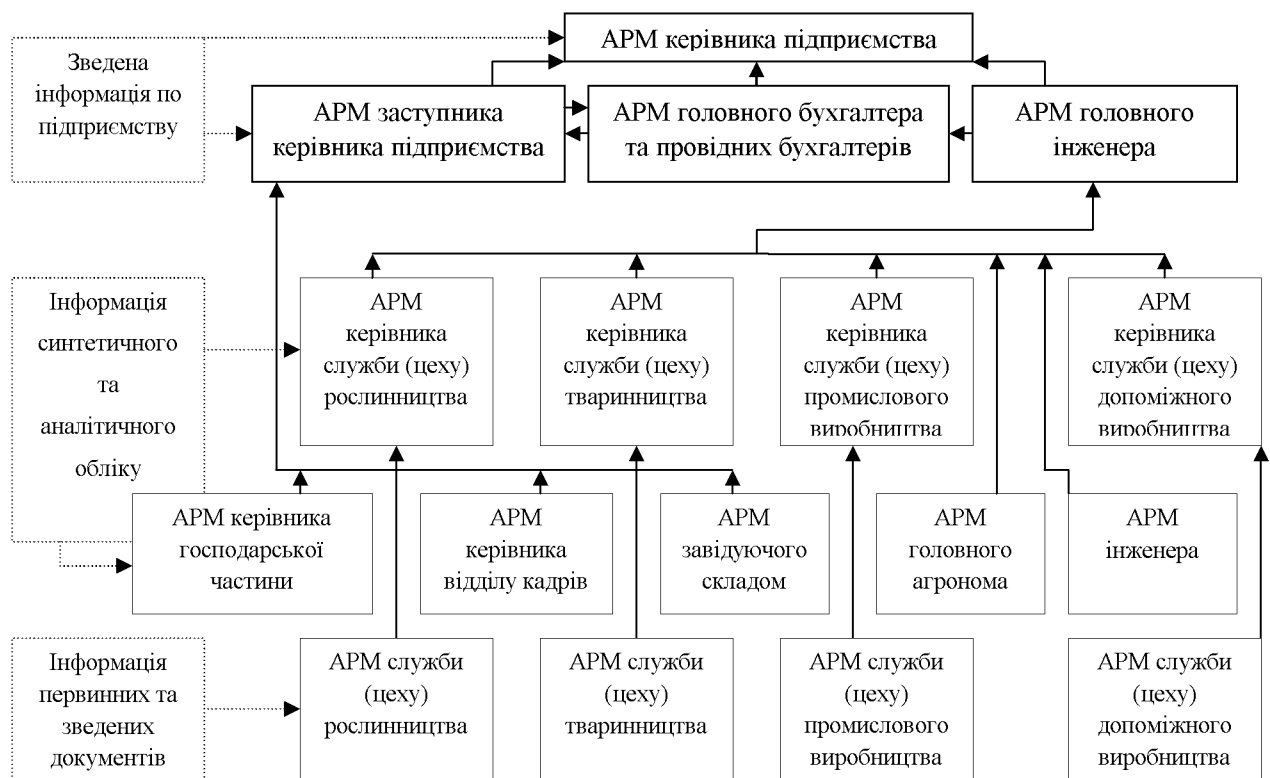 АРМ керівника підприємства
Зведена
інформація по
підприємству
АРМ заступника
керівника підприємства
АРМ головного бухгалтера
та провідних бухгалтерів
АРМ головного
інженера
Інформація
синтетичного
та
аналітичного
обліку
АРМ
керівника
служби (цеху)
рослинництва
АРМ
керівника
служби (цеху)
тваринництва
АРМ
керівника
служби (цеху)
промислового
виробництва
АРМ
керівника
служби (цеху)
допоміжного
виробництва
АРМ керівника
господарської
частини
АРМ
керівника
відділу кадрів
АРМ
завідуючого
складом
АРМ
головного
агронома
АРМ
інженера
Інформація
первинних та
зведених
документів
АРМ служби
(цеху)
рослинництва
АРМ служби
(цеху)
тваринництва
АРМ служби
(цеху)
промислового
виробництва
АРМ служби
(цеху)
допоміжного
виробництва